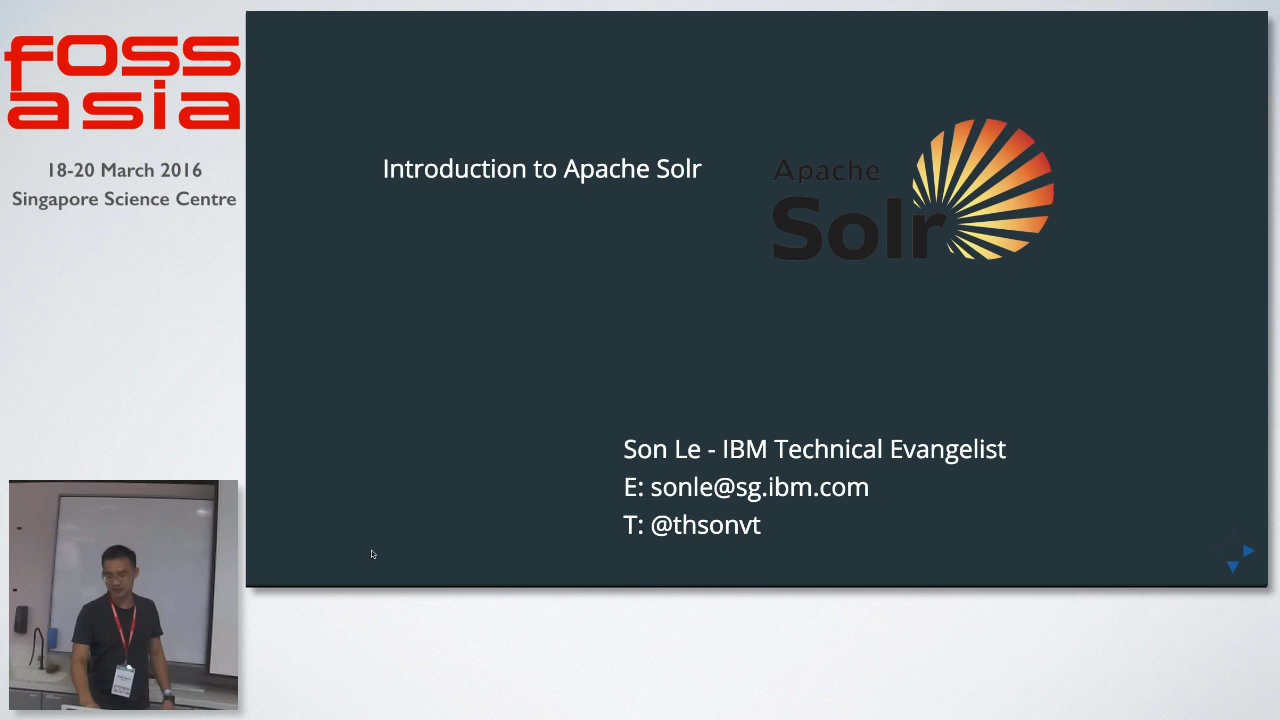 foss
asia
18-20 March 2016
Singapore Science Centre
Introduction to Apache Solr
Apache
Solr
Son Le - IBM Technical Evangelist
E: sonle@sg.ibm.com
T: @thsonvt